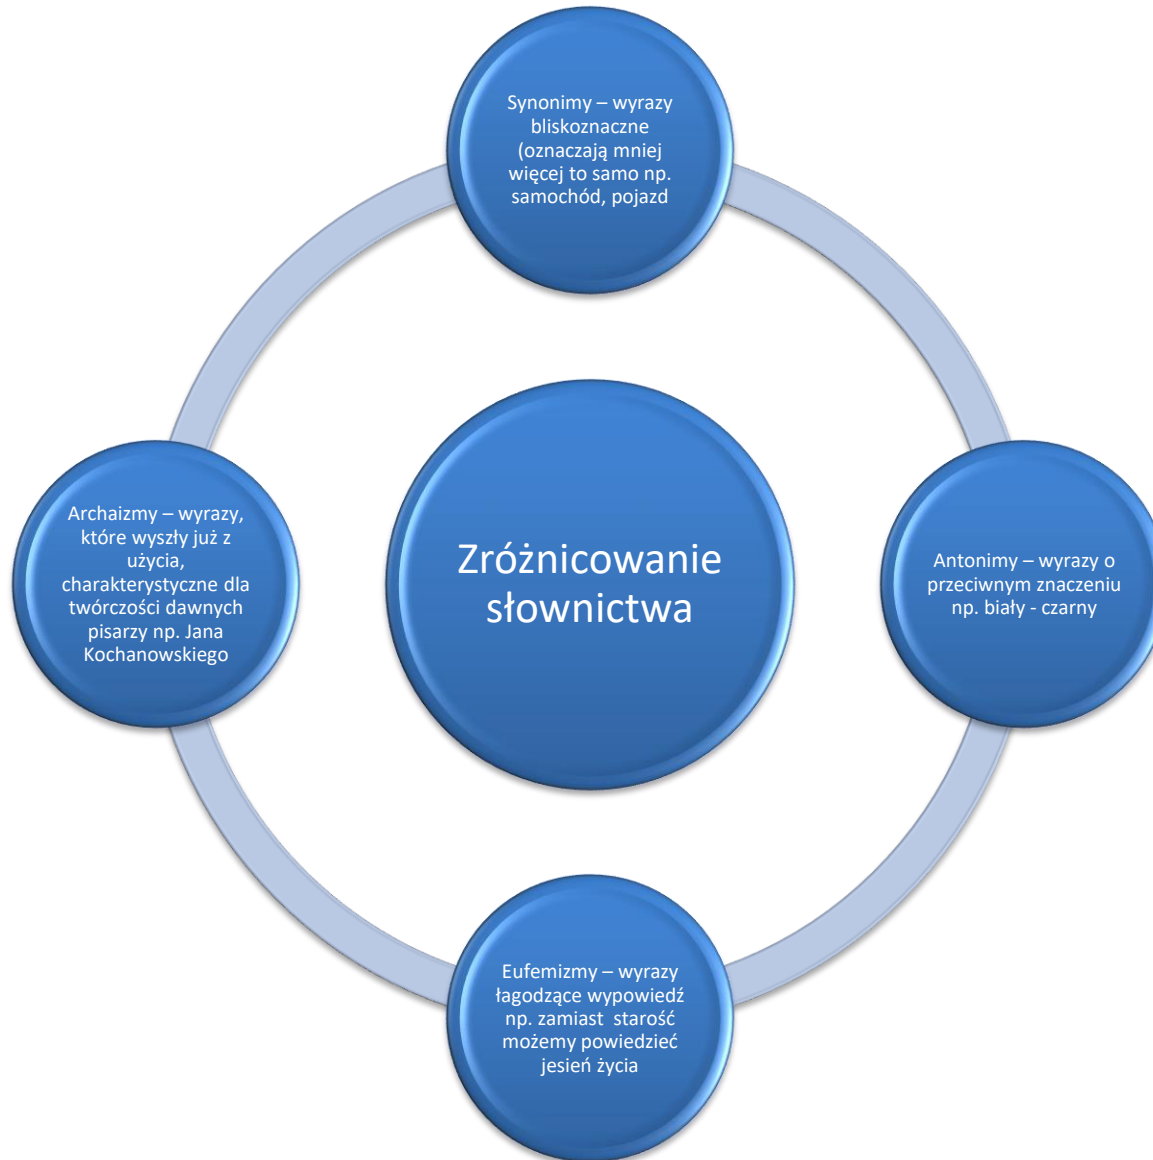 Synonimy – wyrazy
bliskoznaczne
(oznaczają mniej
więcej to samo np.
samochód, pojazd
Archaizmy – wyrazy,
które wyszły już z
użycia,
charakterystyczne dla
twórczości dawnych
pisarzy np. Jana
Kochanowskiego
Zróżnicowanie
słownictwa
Antonimy – wyrazy o
przeciwnym znaczeniu
np. biały - czarny
Eufemizmy – wyrazy
łagodzące wypowiedź
np. zamiast  starość
możemy powiedzieć
jesień życia